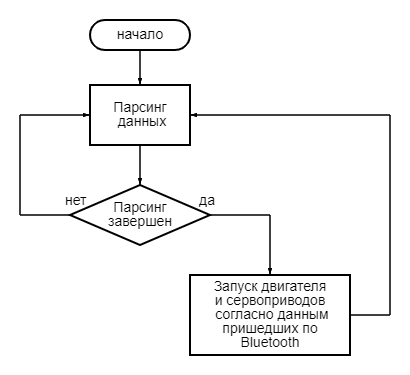 начало
Парсинг
данных
нет
да
Парсинг
завершен
Запуск двигателя
и сервоприводов
согласно данным
пришедших по
Bluetooth